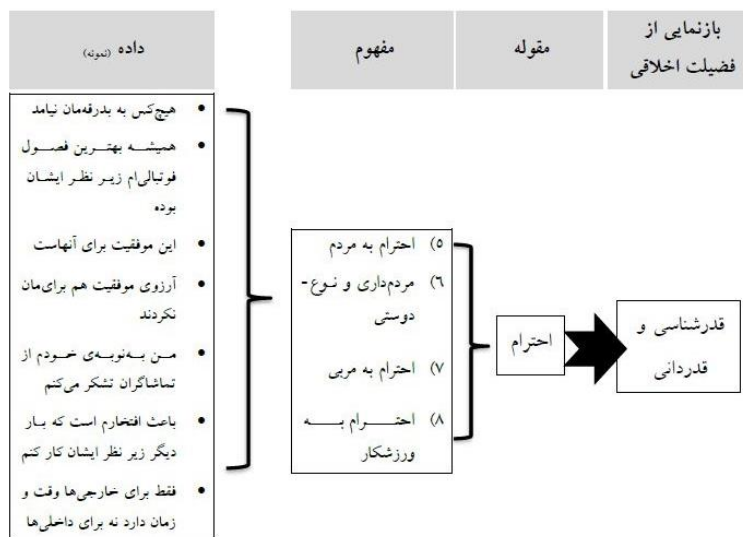 بازنمایی از
فضیلت اخلاقی
مقوله
مفهوم
داده (نمونه)
قدرشناسی و
قدردانی
احترام
۵) احترام به مردم
۶) مردم‌داری و نوع-
دوستی
۷) احترام به مربی
۸) احترام به
ورزشکار
• هیچ‌کس به بدرقه‌مان نیامد
• همیشه بهترین فصول
فوتبالی‌ام زیر نظر ایشان
بوده
• این موفقیت برای آنهاست
• آرزوی موفقیت هم برای‌مان
نکردند
• من به‌نوبه‌ی خودم از
تماشاگران تشکر می‌کنم
• باعث افتخارم است که بار
دیگر زیر نظر ایشان کار کنم
• فقط برای خارجی‌ها وقت و
زمان دارد نه برای داخلی‌ها